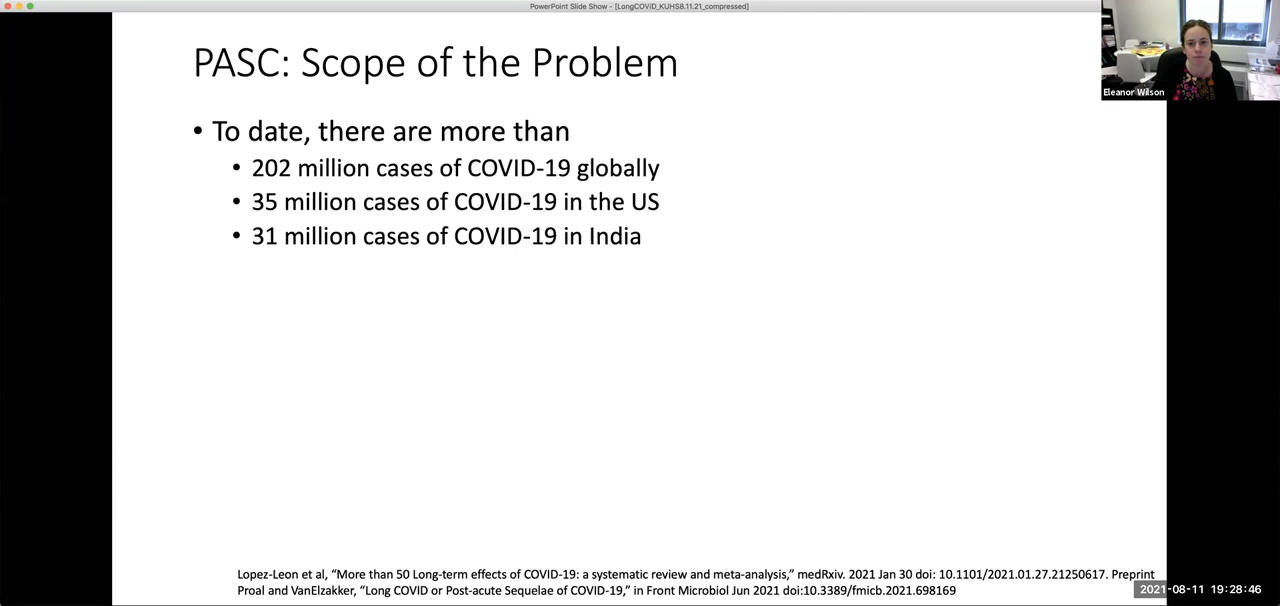 PowerPoint Slide Show - [LongCOViD_KUHS8.11.21_compressed]
PASC: Scope of the Problem
Eleanor Wilson
• To date, there are more than
• 202 million cases of COVID-19 globally
• 35 million cases of COVID-19 in the US
• 31 million cases of COVID-19 in India
Lopez-Leon et al, “More than 50 Long-term effects of COVID-19: a systematic review and meta-analysis,” medRxiv. 2021 Jan 30 doi: 10.1101/2021.01.27.21250617. Preprint
Proal and VanElzakker, “Long COVID or Post-acute Sequelae of COVID-19,” in Front Microbiol Jun 2021 doi:10.3389/fmicb.2021.698169
2021-08-11 19:28:46